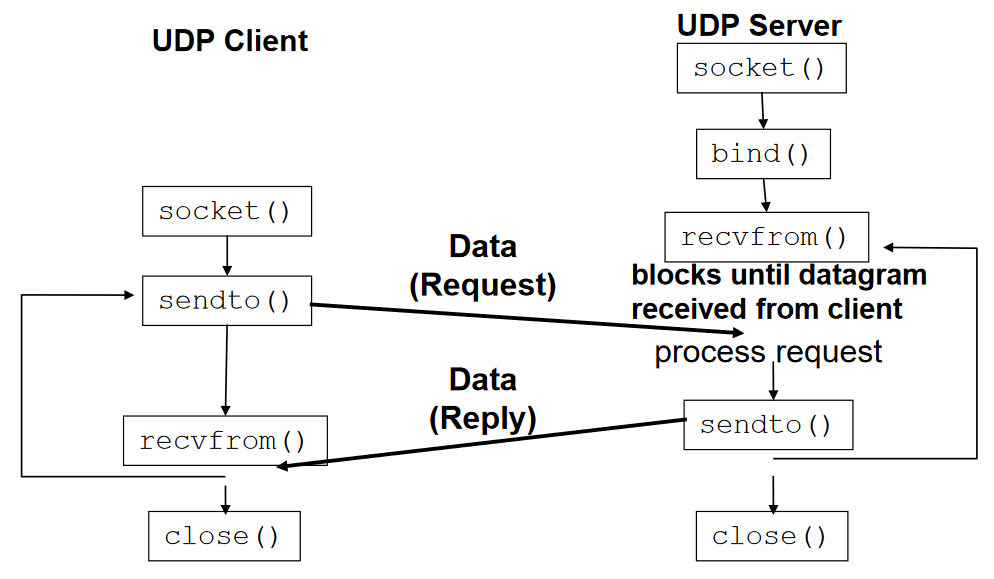 UDP Client
socket()
sendto()
recvfrom()
close()
Data
(Request)
Data
(Reply)
UDP Server
socket()
bind()
recvfrom()
blocks until datagram
received from client
process request
sendto()
close()